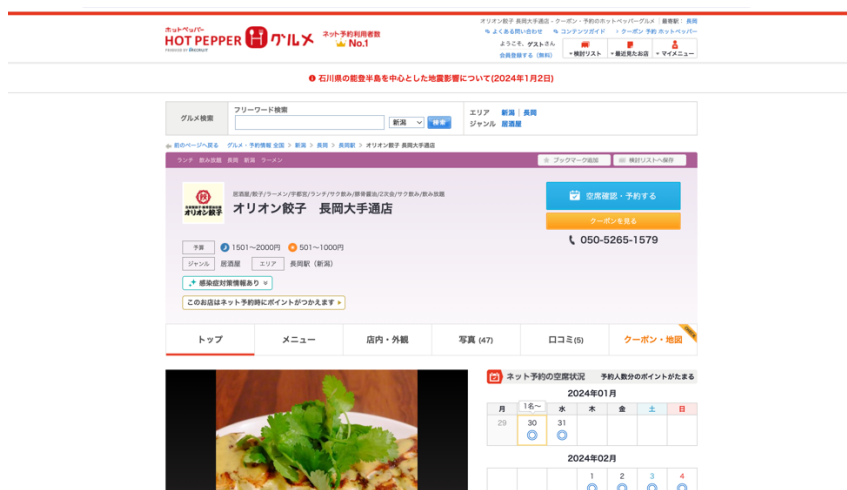 オリオン餃子 長岡大手通店 - クーポン・予約のホットペッパーグルメ | 最寄駅： 長岡
よくある問い合わせ コンテンツガイド クーポン 予約 ホットペッパー
ホットペッパー
HOT PEPPER グルメ
PRODUCED BY RECRUIT
ネット予約利用者数
No.1
ようこそ、ゲストさん
会員登録する（無料）
検討リスト 最近見たお店 マイメニュー
石川県の能登半島を中心とした地震影響について(2024年1月2日)
グルメ検索
フリーワード検索
新潟 検索
エリア 新潟 | 長岡
ジャンル 居酒屋
前のページへ戻る グルメ・予約情報 全国 > 新潟 > 長岡 > 長岡駅 > オリオン餃子 長岡大手通店
ランチ 飲み放題 長岡 新潟 ラーメン
ブックマーク追加 検討リストへ保存
オリオン餃子
居酒屋/餃子/ラーメン/宇都宮/ランチ/サク飲み/豚骨醤油/2次会/サク飲み/飲み放題
オリオン餃子 長岡大手通店
空席確認・予約する
クーポンを見る
050-5265-1579
予算 1501～2000円 501～1000円
ジャンル 居酒屋 エリア 長岡駅（新潟）
感染症対策情報あり
このお店はネット予約時にポイントがつかえます
トップ メニュー 店内・外観 写真 (47) 口コミ(5) クーポン・地図
ネット予約の空席状況 予約人数分のポイントがたまる
2024年01月
月 1名～ 水 木 金 土 日
29 30 31
◎ ◎
2024年02月
1 2 3 4
◎ ◎ ◎ ◎